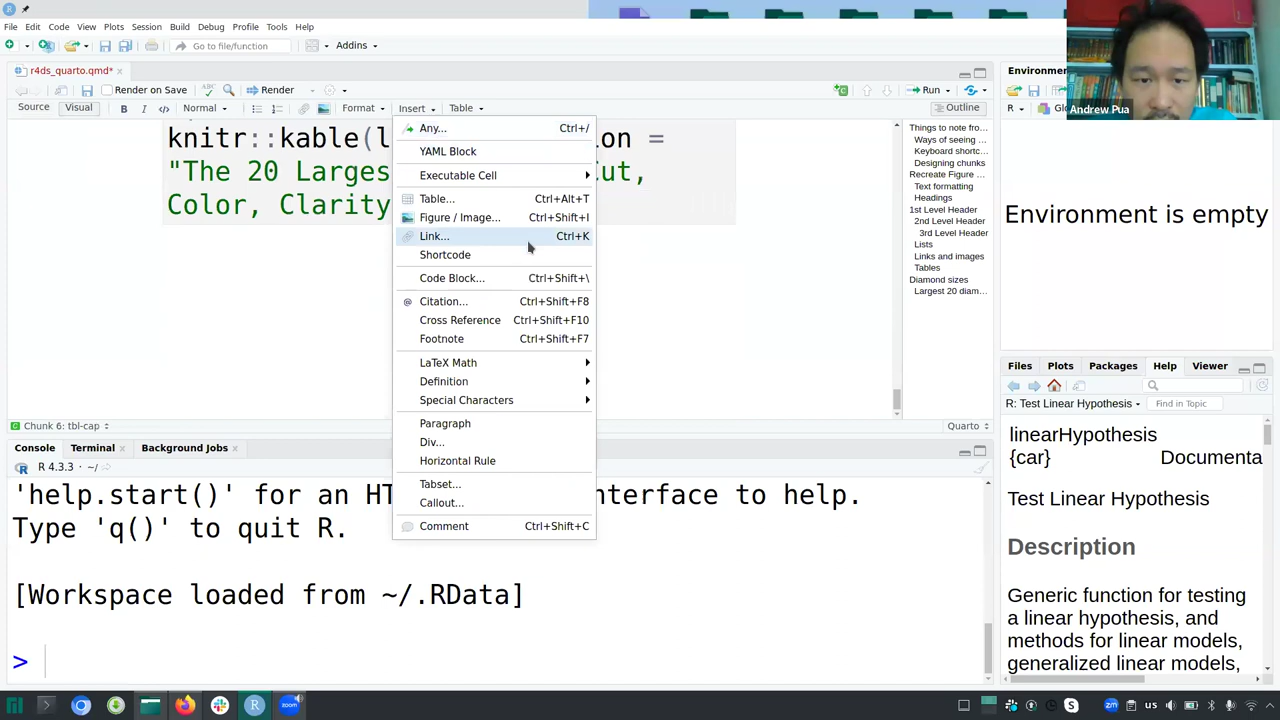 File Edit Code View Plots Session Build Debug Profile Tools Help
Go to file/function
Addins
r4ds_quarto.qmd*
Render on Save
Render
Run
Source
Visual
B
I
</>
Normal
Format
Insert
Table
Outline
knitr::kable(l
on =
"The 20 Larges
ut,
Color, Clarity
Any... Ctrl+/
YAML Block
Executable Cell
Table... Ctrl+Alt+T
Figure / Image... Ctrl+Shift+I
Link... Ctrl+K
Shortcode
Code Block... Ctrl+Shift+\
@ Citation... Ctrl+Shift+F8
Cross Reference Ctrl+Shift+F10
Footnote Ctrl+Shift+F7
LaTeX Math
Definition
Special Characters
Paragraph
Div...
Horizontal Rule
Tabset...
Callout...
Comment Ctrl+Shift+C
Things to note fro...
Ways of seeing ...
Keyboard shortc...
Designing chunks
Recreate Figure ...
Text formatting
Headings
1st Level Header
2nd Level Header
3rd Level Header
Lists
Links and images
Tables
Diamond sizes
Largest 20 diam...
Chunk 6: tbl-cap
Quarto
Console
Terminal
Background Jobs
R 4.3.3 · ~/
'help.start()' for an HT
nterface to help.
Type 'q()' to quit R.
[Workspace loaded from ~/.RData]
>
Environme
R
Andrew Pua
Environment is empty
Files
Plots
Packages
Help
Viewer
R: Test Linear Hypothesis
Find in Topic
linearHypothesis
{car}
Documenta
Test Linear Hypothesis
Description
Generic function for testing
a linear hypothesis, and
methods for linear models,
generalized linear models,
zoom
us